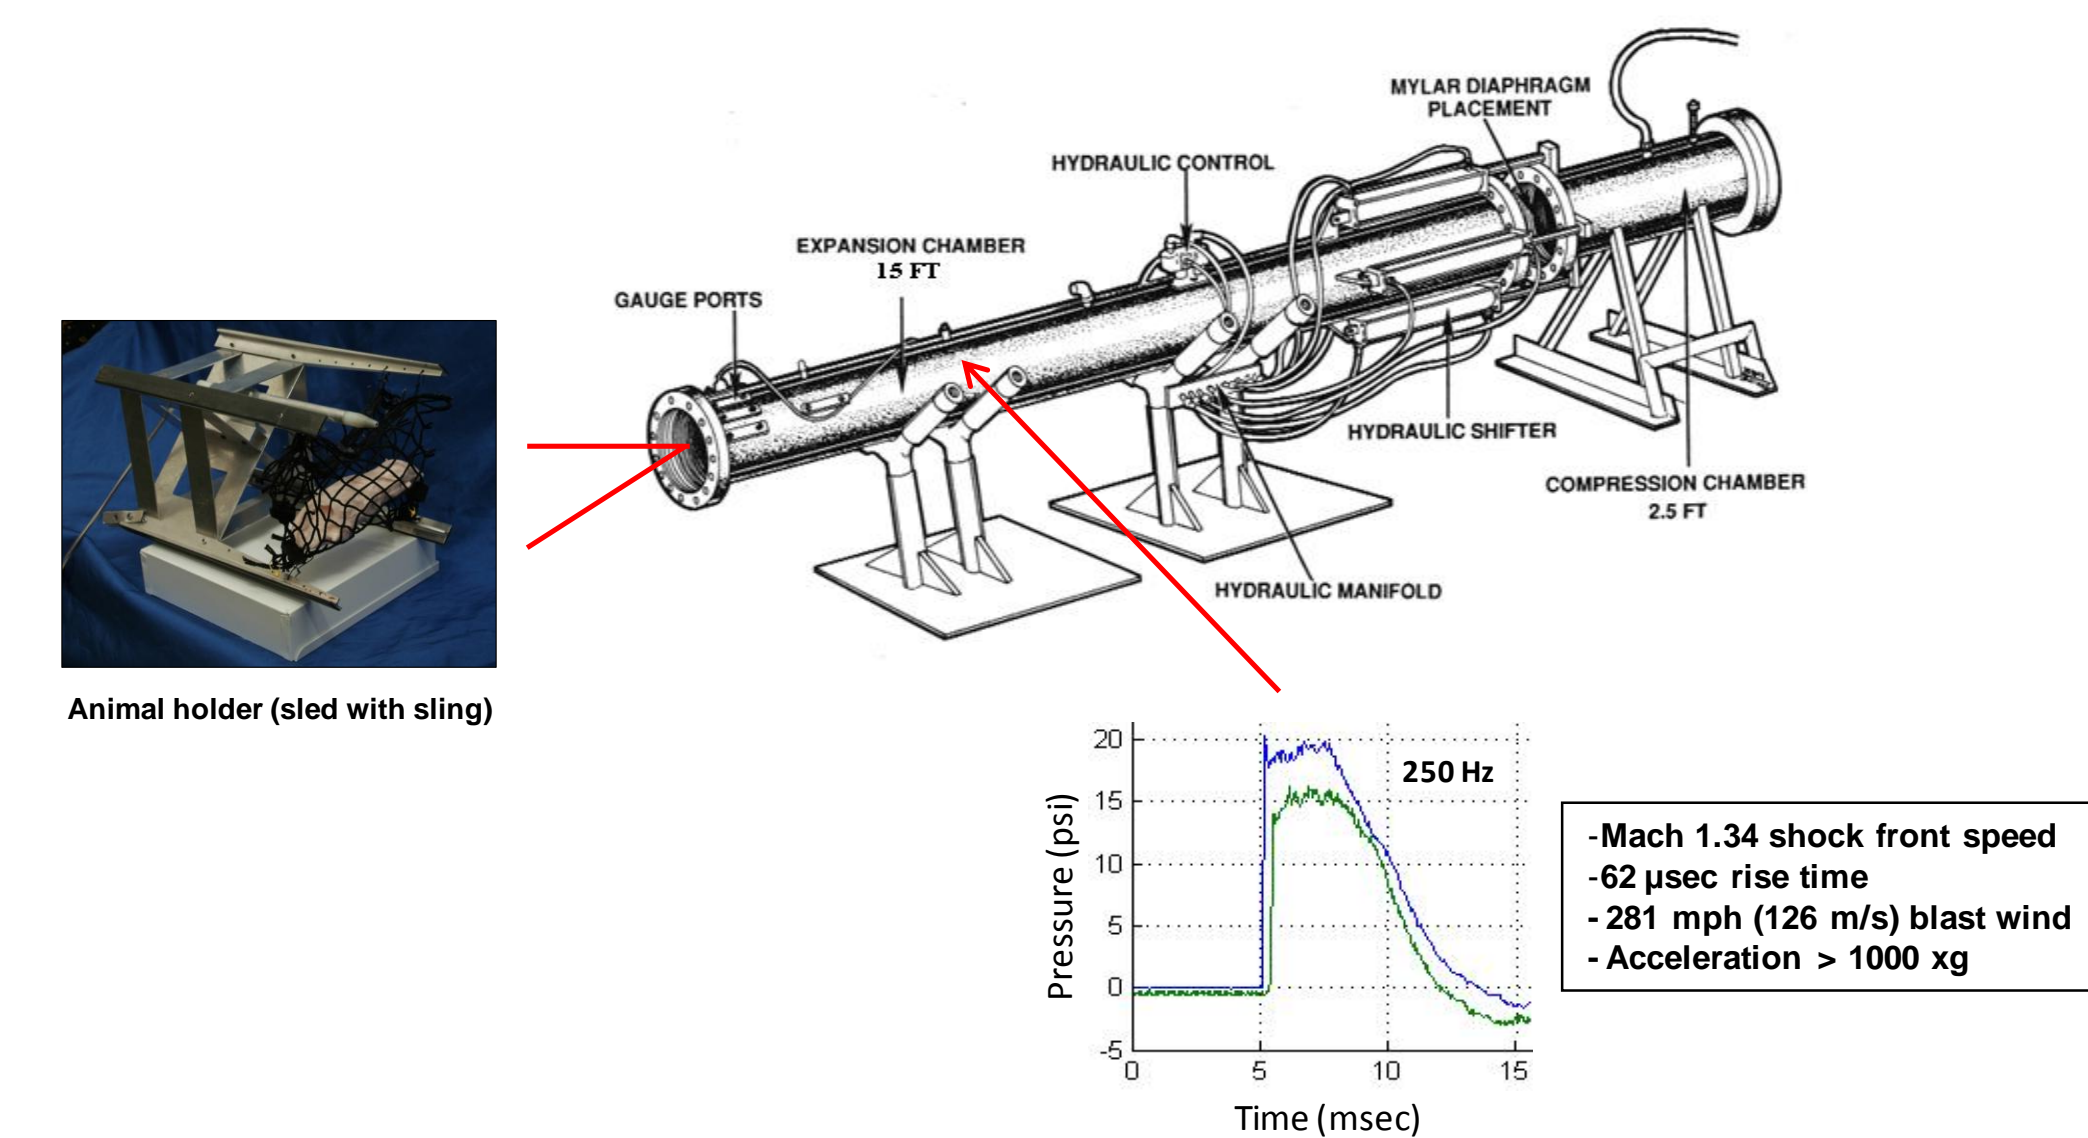 MYLAR DIAPHRAGM
PLACEMENT
HYDRAULIC CONTROL
EXPANSION CHAMBER
15 FT
GAUGE PORTS
HYDRAULIC SHIFTER
COMPRESSION CHAMBER
2.5 FT
HYDRAULIC MANIFOLD
Animal holder (sled with sling)
20
15
10
5
0
-5
0
5
10
15
Pressure (psi)
Time (msec)
250 Hz
-Mach 1.34 shock front speed
-62 µsec rise time
- 281 mph (126 m/s) blast wind
- Acceleration > 1000 xg